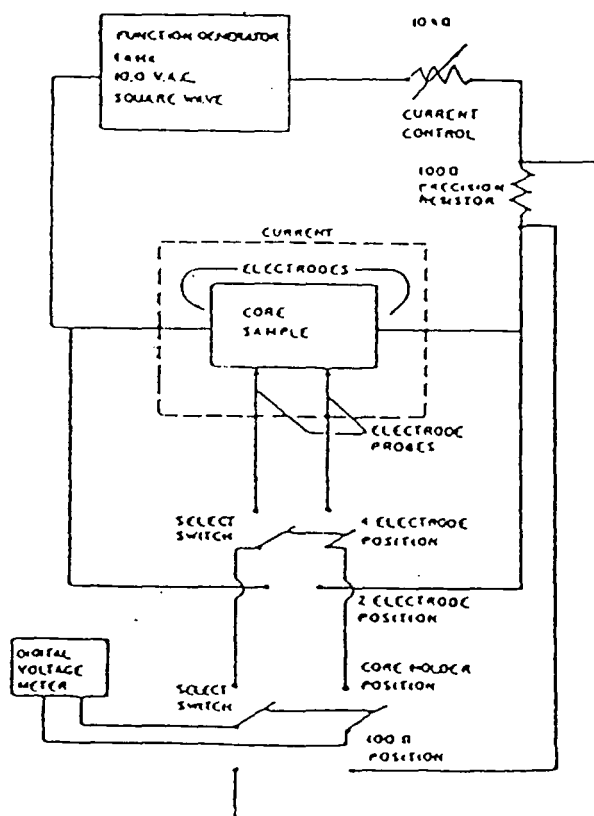 FUNCTION GENERATOR
1 KHz
10.0 V.A.C.
SQUARE WAVE
10 KΩ
CURRENT
CONTROL
100Ω
PRECISION
RESISTOR
CURRENT
ELECTRODES
CORE
SAMPLE
ELECTRODE
PROBES
SELECT
SWITCH
4 ELECTRODE
POSITION
2 ELECTRODE
POSITION
DIGITAL
VOLTAGE
METER
SELECT
SWITCH
CORE HOLDER
POSITION
100 Ω
POSITION